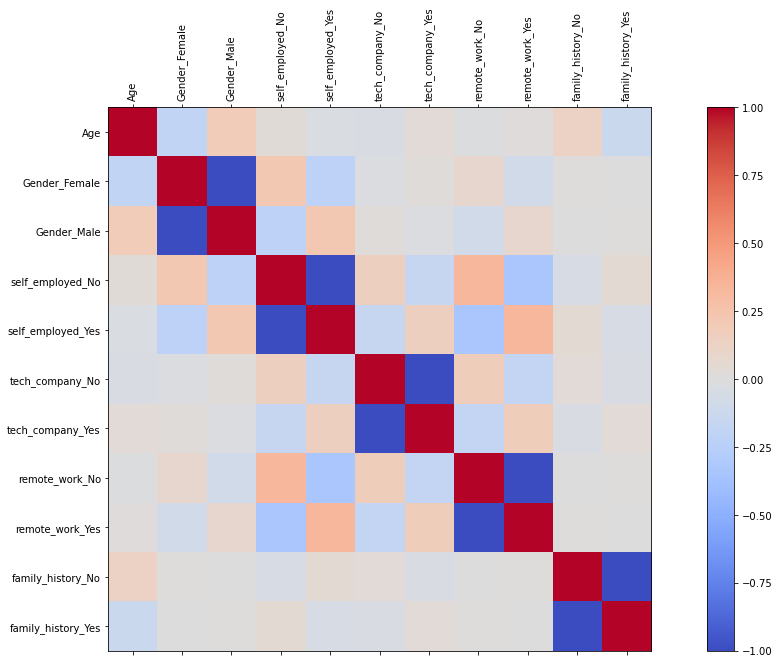 Age
Gender_Female
Gender_Male
self_employed_No
self_employed_Yes
tech_company_No
tech_company_Yes
remote_work_No
remote_work_Yes
family_history_No
family_history_Yes
Age
Gender_Female
Gender_Male
self_employed_No
self_employed_Yes
tech_company_No
tech_company_Yes
remote_work_No
remote_work_Yes
family_history_No
family_history_Yes
1.00
0.75
0.50
0.25
0.00
−0.25
−0.50
−0.75
−1.00